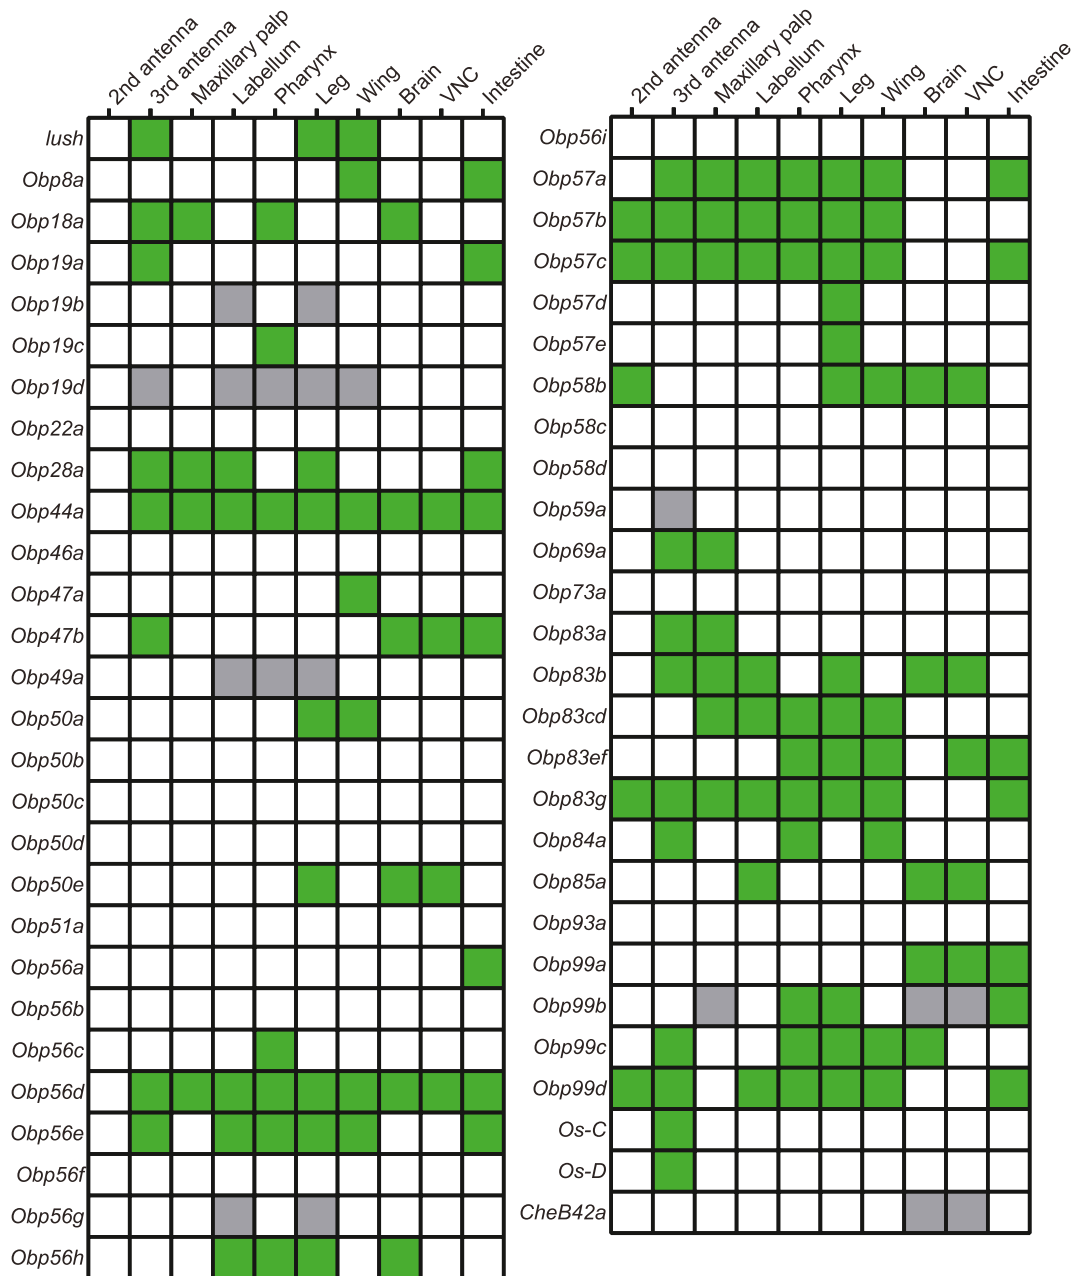 2nd antenna
3rd antenna
Maxillary palp
Labellum
Pharynx
Leg
Wing
Brain
VNC
Intestine
lush
Obp8a
Obp18a
Obp19a
Obp19b
Obp19c
Obp19d
Obp22a
Obp28a
Obp44a
Obp46a
Obp47a
Obp47b
Obp49a
Obp50a
Obp50b
Obp50c
Obp50d
Obp50e
Obp51a
Obp56a
Obp56b
Obp56c
Obp56d
Obp56e
Obp56f
Obp56g
Obp56h
2nd antenna
3rd antenna
Maxillary palp
Labellum
Pharynx
Leg
Wing
Brain
VNC
Intestine
Obp56i
Obp57a
Obp57b
Obp57c
Obp57d
Obp57e
Obp58b
Obp58c
Obp58d
Obp59a
Obp69a
Obp73a
Obp83a
Obp83b
Obp83cd
Obp83ef
Obp83g
Obp84a
Obp85a
Obp93a
Obp99a
Obp99b
Obp99c
Obp99d
Os-C
Os-D
CheB42a